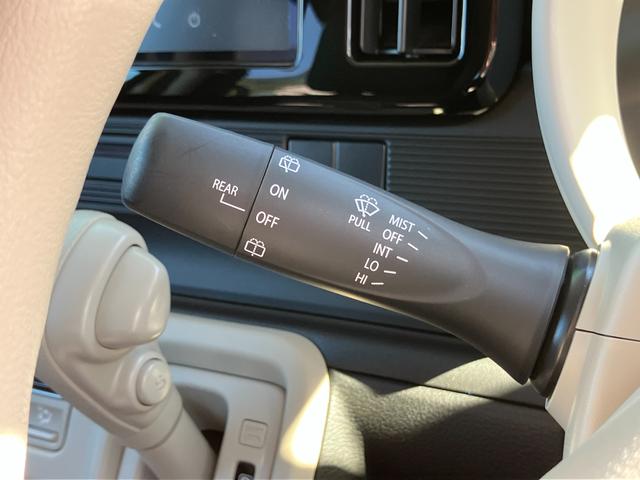 REAR
ON
OFF
PULL
MIST
OFF
INT
LO
HI